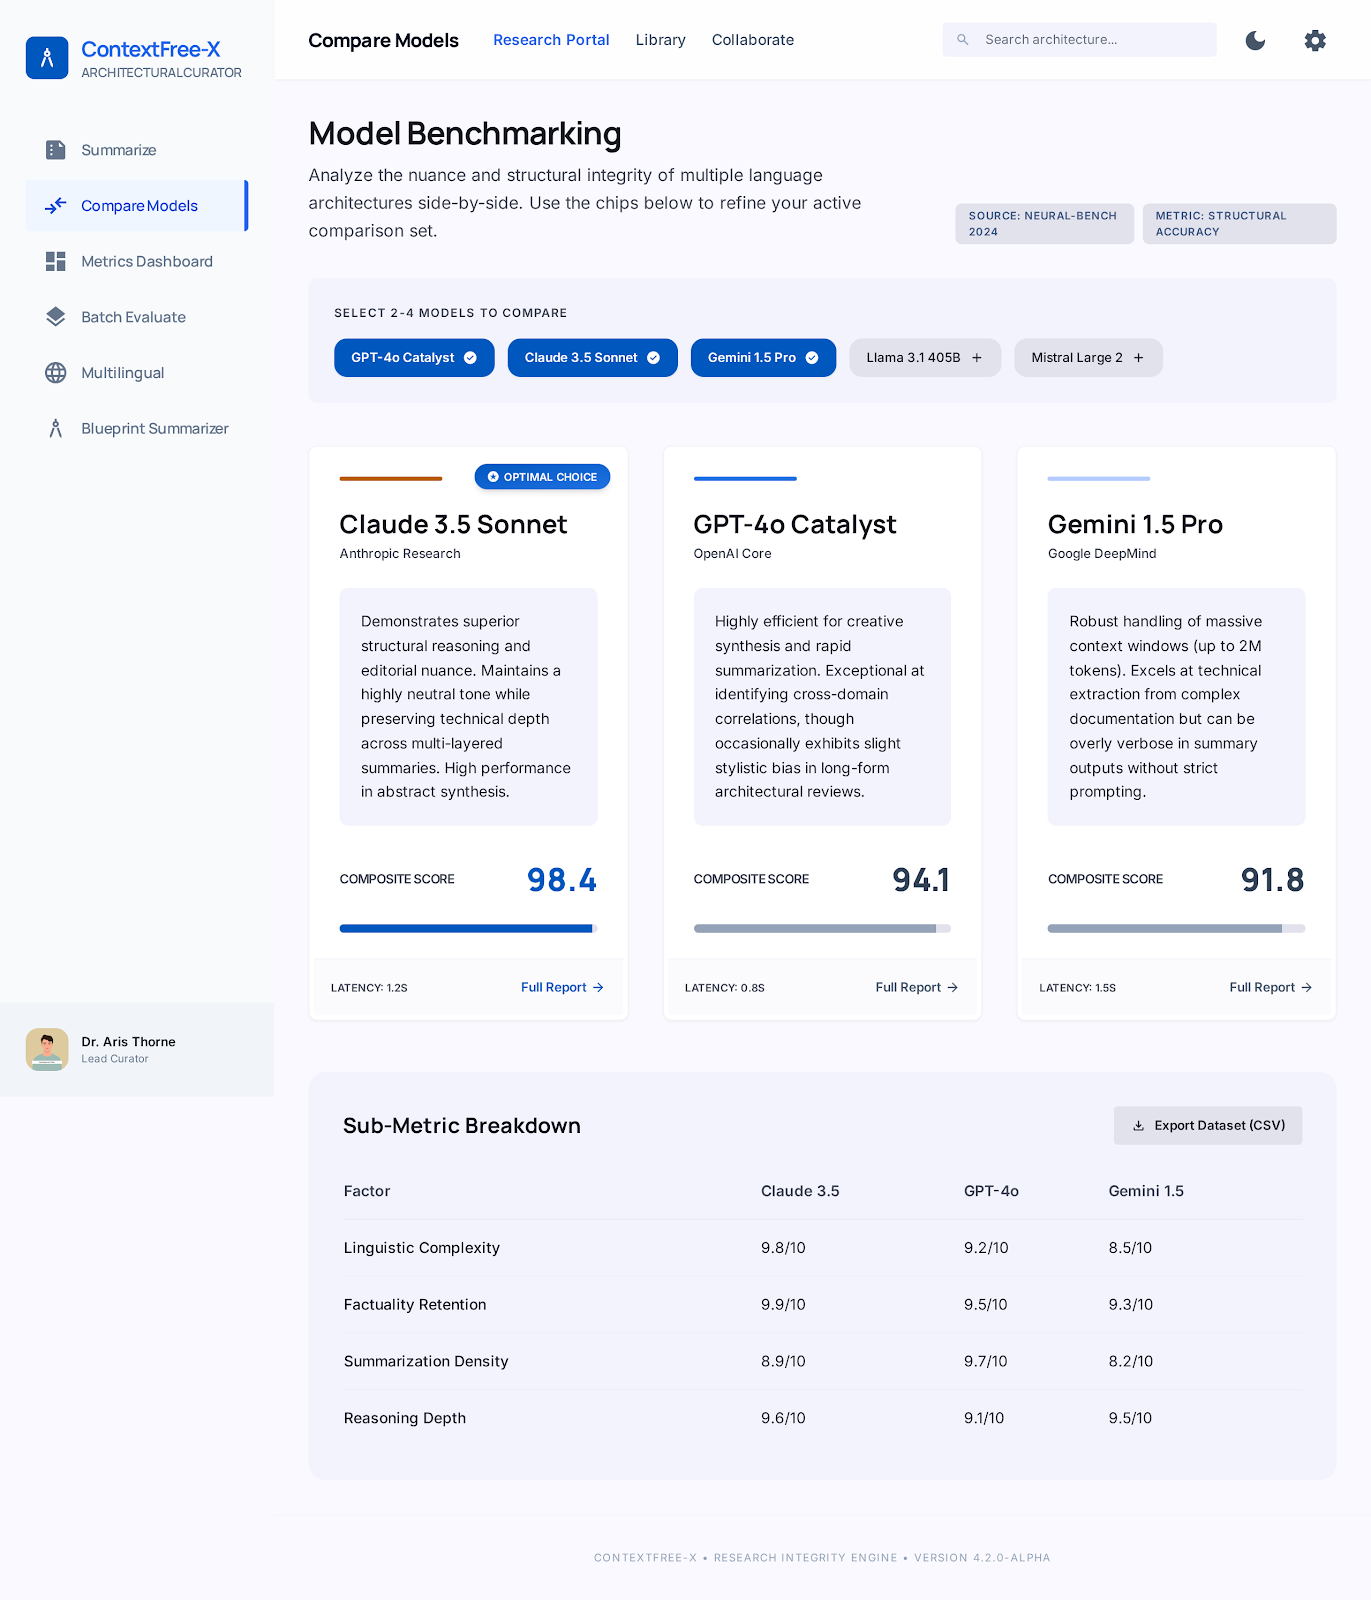 ContextFree-X
ARCHITECTURAL CURATOR
Summarize
Compare Models
Metrics Dashboard
Batch Evaluate
Multilingual
Blueprint Summarizer
Dr. Aris Thorne
Lead Curator
Compare Models
Research Portal
Library
Collaborate
Search architecture...
Model Benchmarking
Analyze the nuance and structural integrity of multiple language
architectures side-by-side. Use the chips below to refine your active
comparison set.
SOURCE: NEURAL-BENCH
2024
METRIC: STRUCTURAL
ACCURACY
SELECT 2-4 MODELS TO COMPARE
GPT-4o Catalyst
Claude 3.5 Sonnet
Gemini 1.5 Pro
Llama 3.1 405B
Mistral Large 2
OPTIMAL CHOICE
Claude 3.5 Sonnet
Anthropic Research
Demonstrates superior
structural reasoning and
editorial nuance. Maintains a
highly neutral tone while
preserving technical depth
across multi-layered
summaries. High performance
in abstract synthesis.
COMPOSITE SCORE
98.4
LATENCY: 1.2S
Full Report
GPT-4o Catalyst
OpenAI Core
Highly efficient for creative
synthesis and rapid
summarization. Exceptional at
identifying cross-domain
correlations, though
occasionally exhibits slight
stylistic bias in long-form
architectural reviews.
COMPOSITE SCORE
94.1
LATENCY: 0.8S
Full Report
Gemini 1.5 Pro
Google DeepMind
Robust handling of massive
context windows (up to 2M
tokens). Excels at technical
extraction from complex
documentation but can be
overly verbose in summary
outputs without strict
prompting.
COMPOSITE SCORE
91.8
LATENCY: 1.5S
Full Report
Sub-Metric Breakdown
Export Dataset (CSV)
Factor Claude 3.5 GPT-4o Gemini 1.5
Linguistic Complexity 9.8/10 9.2/10 8.5/10
Factuality Retention 9.9/10 9.5/10 9.3/10
Summarization Density 8.9/10 9.7/10 8.2/10
Reasoning Depth 9.6/10 9.1/10 9.5/10
CONTEXTFREE-X • RESEARCH INTEGRITY ENGINE • VERSION 4.2.0-ALPHA